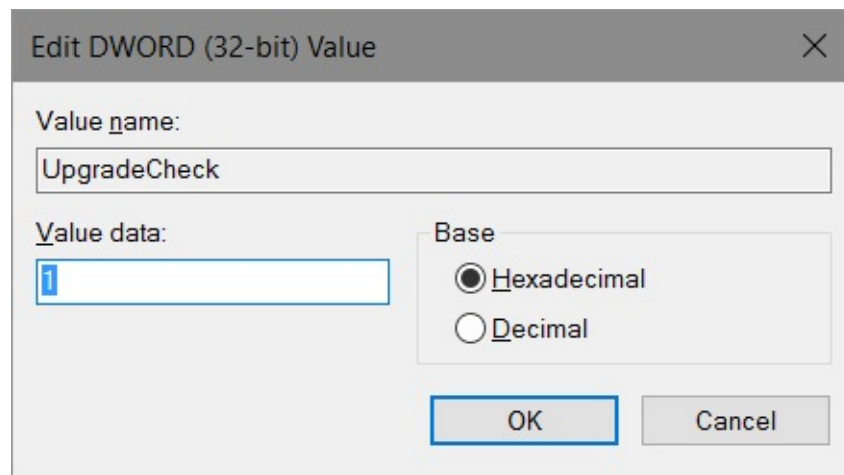 Edit DWORD (32-bit) Value
Value name:
UpgradeCheck
Value data:
1
Base
Hexadecimal
Decimal
OK
Cancel